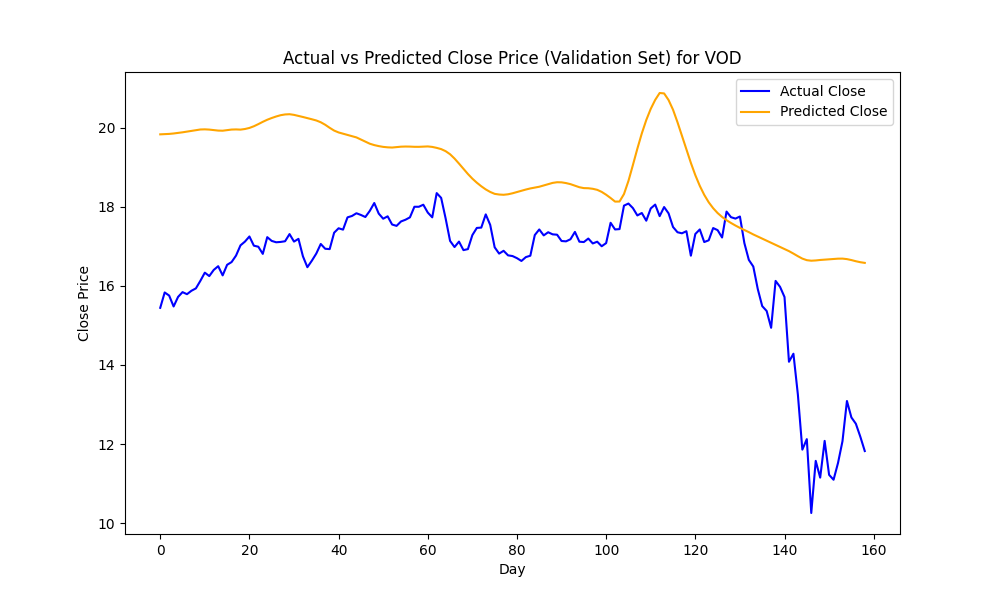 Actual vs Predicted Close Price (Validation Set) for VOD
Actual Close
Predicted Close
Close Price
20
18
16
14
12
10
0 20 40 60 80 100 120 140 160
Day